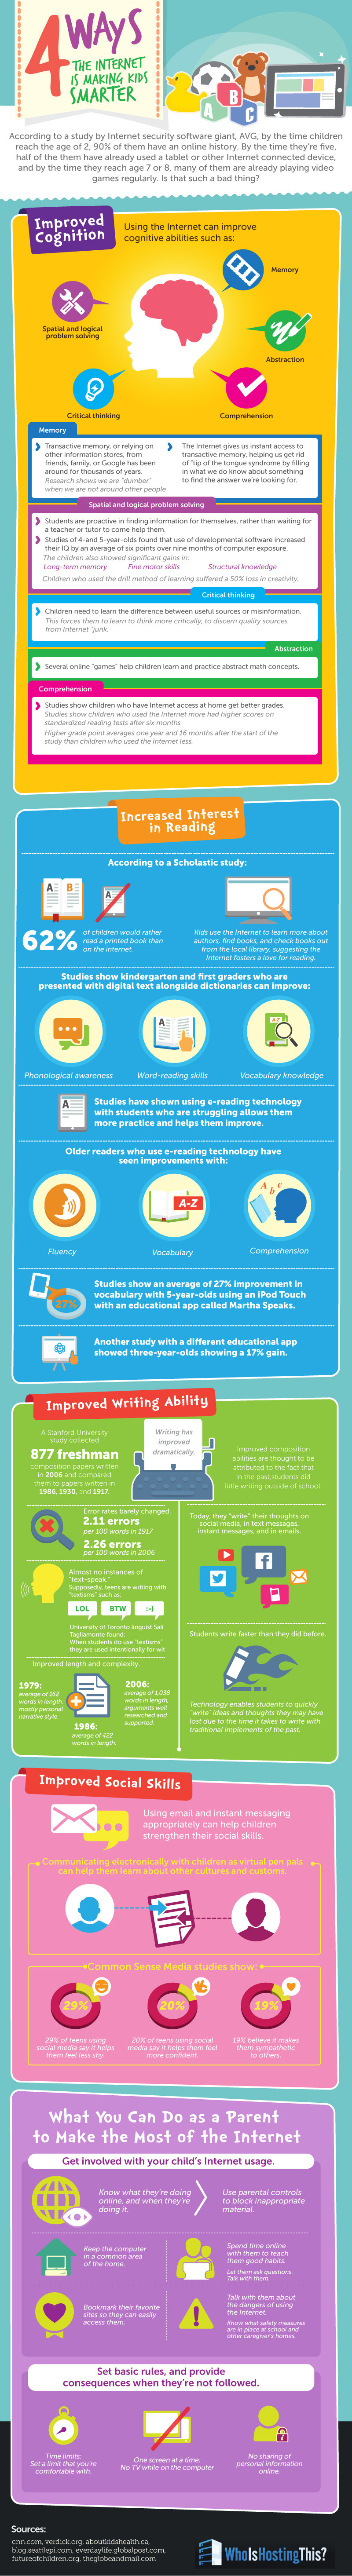 4 WAYS
THE INTERNET
IS MAKING KIDS
SMARTER
A B C
According to a study by Internet security software giant, AVG, by the time children
reach the age of 2, 90% of them have an online history. By the time they're five,
half of the them have already used a tablet or other Internet connected device,
and by the time they reach age 7 or 8, many of them are already playing video
games regularly. Is that such a bad thing?
Improved
Cognition
Using the Internet can improve
cognitive abilities such as:
Memory
Spatial and logical
problem solving
Abstraction
Critical thinking
Comprehension
Memory
Transactive memory, or relying on
other information stores, from
friends, family, or Google has been
around for thousands of years.
Research shows we are "dumber"
when we are not around other people
The Internet gives us instant access to
transactive memory, helping us get rid
of "tip of the tongue syndrome by filling
in what we do know about something
to find the answer we're looking for.
Spatial and logical problem solving
Students are proactive in finding information for themselves, rather than waiting for
a teacher or tutor to come help them.
Studies of 4-and 5-year-olds found that use of developmental software increased
their IQ by an average of six points over nine months of computer exposure.
The children also showed significant gains in:
Long-term memory Fine motor skills Structural knowledge
Children who used the drill method of learning suffered a 50% loss in creativity.
Critical thinking
Children need to learn the difference between useful sources or misinformation.
This forces them to learn to think more critically, to discern quality sources
from Internet "junk.
Abstraction
Several online "games" help children learn and practice abstract math concepts.
Comprehension
Studies show children who have Internet access at home get better grades.
Studies show children who used the Internet more had higher scores on
standardized reading tests after six months
Higher grade point averages one year and 16 months after the start of the
study than children who used the Internet less.
Increased Interest
in Reading
According to a Scholastic study:
A B
A
62%
of children would rather
read a printed book than
on the internet.
Kids use the Internet to learn more about
authors, find books, and check books out
from the local library, suggesting the
Internet fosters a love for reading.
Studies show kindergarten and first graders who are
presented with digital text alongside dictionaries can improve:
A
A-Z
Phonological awareness
Word-reading skills
Vocabulary knowledge
A
Studies have shown using e-reading technology
with students who are struggling allows them
more practice and helps them improve.
Older readers who use e-reading technology have
seen improvements with:
A-Z
A b c
Fluency
Vocabulary
Comprehension
27%
Studies show an average of 27% improvement in
vocabulary with 5-year-olds using an iPod Touch
with an educational app called Martha Speaks.
Another study with a different educational app
showed three-year-olds showing a 17% gain.
Improved Writing Ability
A Stanford University
study collected
877 freshman
composition papers written
in 2006 and compared
them to papers written in
1986, 1930, and 1917.
Writing has
improved
dramatically.
Improved composition
abilities are thought to be
attributed to the fact that
in the past,students did
little writing outside of school.
Error rates barely changed.
2.11 errors
per 100 words in 1917
2.26 errors
per 100 words in 2006
Today, they "write" their thoughts on
social media, in text messages,
instant messages, and in emails.
Almost no instances of
"text-speak."
Supposedly, teens are writing with
"textisms" such as:
LOL BTW :-)
University of Toronto linguist Sali
Tagliamonte found:
When students do use "textisms"
they are used intentionally for wit
Students write faster than they did before.
Technology enables students to quickly
"write" ideas and thoughts they may have
lost due to the time it takes to write with
traditional implements of the past.
Improved length and complexity.
1979:
average of 162
words in length,
mostly personal
narrative style.
1986:
average of 422
words in length.
2006:
average of 1,038
words in length,
arguments well
researched and
supported.
Improved Social Skills
Using email and instant messaging
appropriately can help children
strengthen their social skills.
Communicating electronically with children as virtual pen pals
can help them learn about other cultures and customs.
Common Sense Media studies show:
29%
20%
19%
29% of teens using
social media say it helps
them feel less shy.
20% of teens using social
media say it helps them feel
more confident.
19% believe it makes
them sympathetic
to others.
What You Can Do as a Parent
to Make the Most of the Internet
Get involved with your child's Internet usage.
Know what they're doing
online, and when they're
doing it.
Use parental controls
to block inappropriate
material.
Keep the computer
in a common area
of the home.
Spend time online
with them to teach
them good habits.
Let them ask questions.
Talk with them.
Bookmark their favorite
sites so they can easily
access them.
Talk with them about
the dangers of using
the Internet.
Know what safety measures
are in place at school and
other caregiver's homes.
Set basic rules, and provide
consequences when they're not followed.
Time limits:
Set a limit that you're
comfortable with.
One screen at a time:
No TV while on the computer
No sharing of
personal information
online.
Sources:
cnn.com, verdick.org, aboutkidshealth.ca,
blog.seattlepi.com, everdaylife.globalpost.com,
futureofchildren.org, theglobeandmail.com
WhoIsHostingThis?